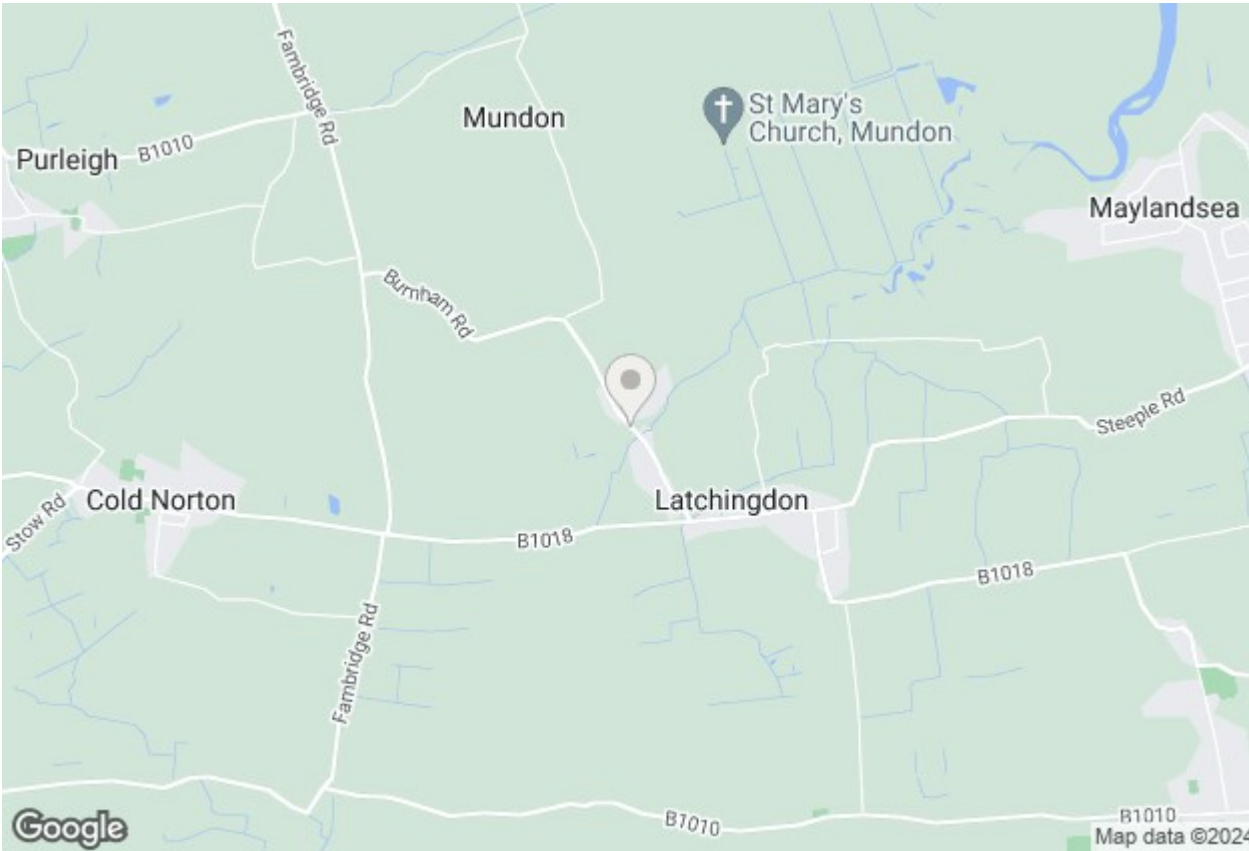 Fambridge Rd
Mundon
St Mary's
Church, Mundon
B1010
Purleigh
Maylandsea
Burnham Rd
Steeple Rd
Cold Norton
Latchingdon
Stow Rd
B1018
B1018
Fambridge Rd
B1010
B1010
Google
Map data ©2024